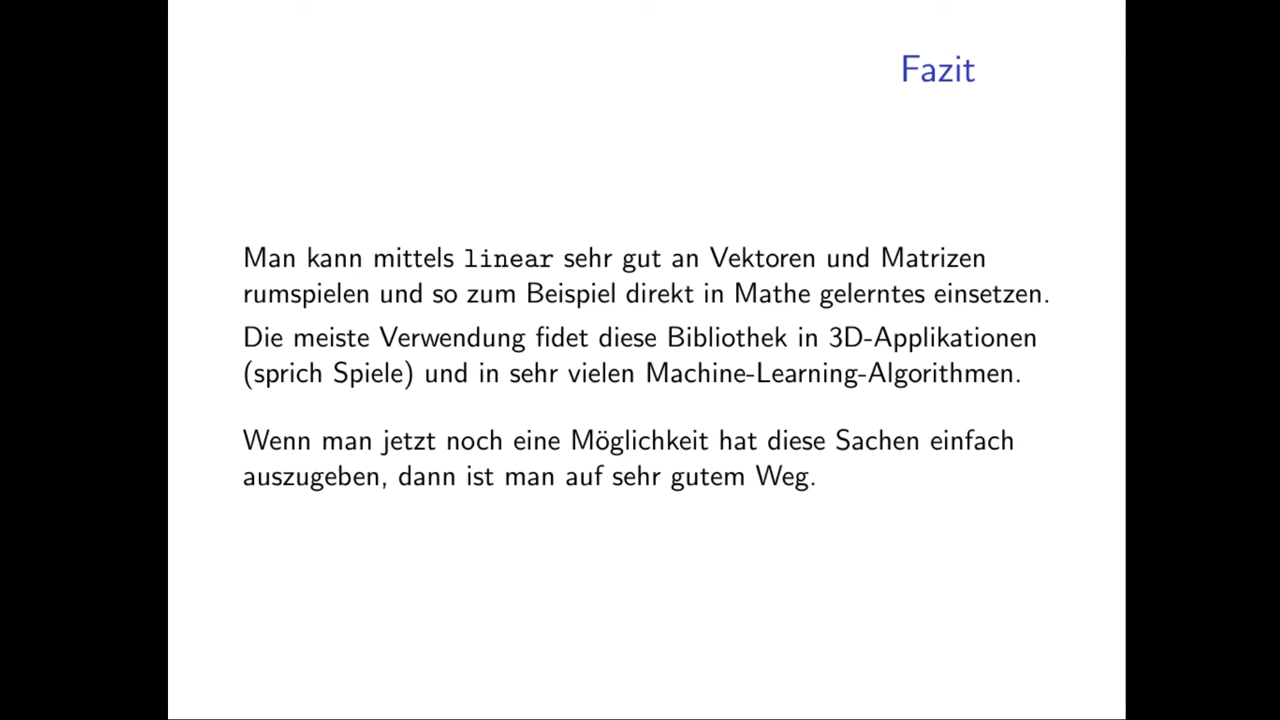 Fazit
Man kann mittels linear sehr gut an Vektoren und Matrizen
rumspielen und so zum Beispiel direkt in Mathe gelerntes einsetzen.
Die meiste Verwendung fidet diese Bibliothek in 3D-Applikationen
(sprich Spiele) und in sehr vielen Machine-Learning-Algorithmen.
Wenn man jetzt noch eine Möglichkeit hat diese Sachen einfach
auszugeben, dann ist man auf sehr gutem Weg.